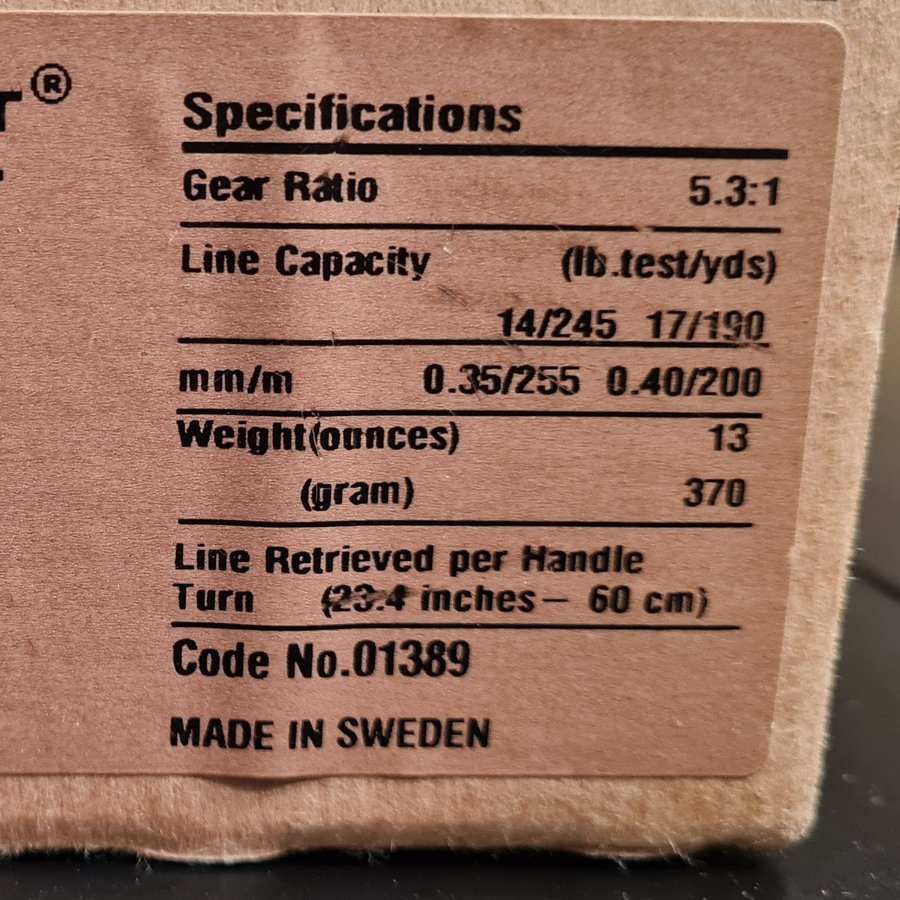 T®
Specifications
Gear Ratio 5.3:1
Line Capacity (lb.test/yds)
14/245 17/190
mm/m 0.35/255 0.40/200
Weight(ounces) 13
(gram) 370
Line Retrieved per Handle
Turn (23.4 inches – 60 cm)
Code No.01389
MADE IN SWEDEN